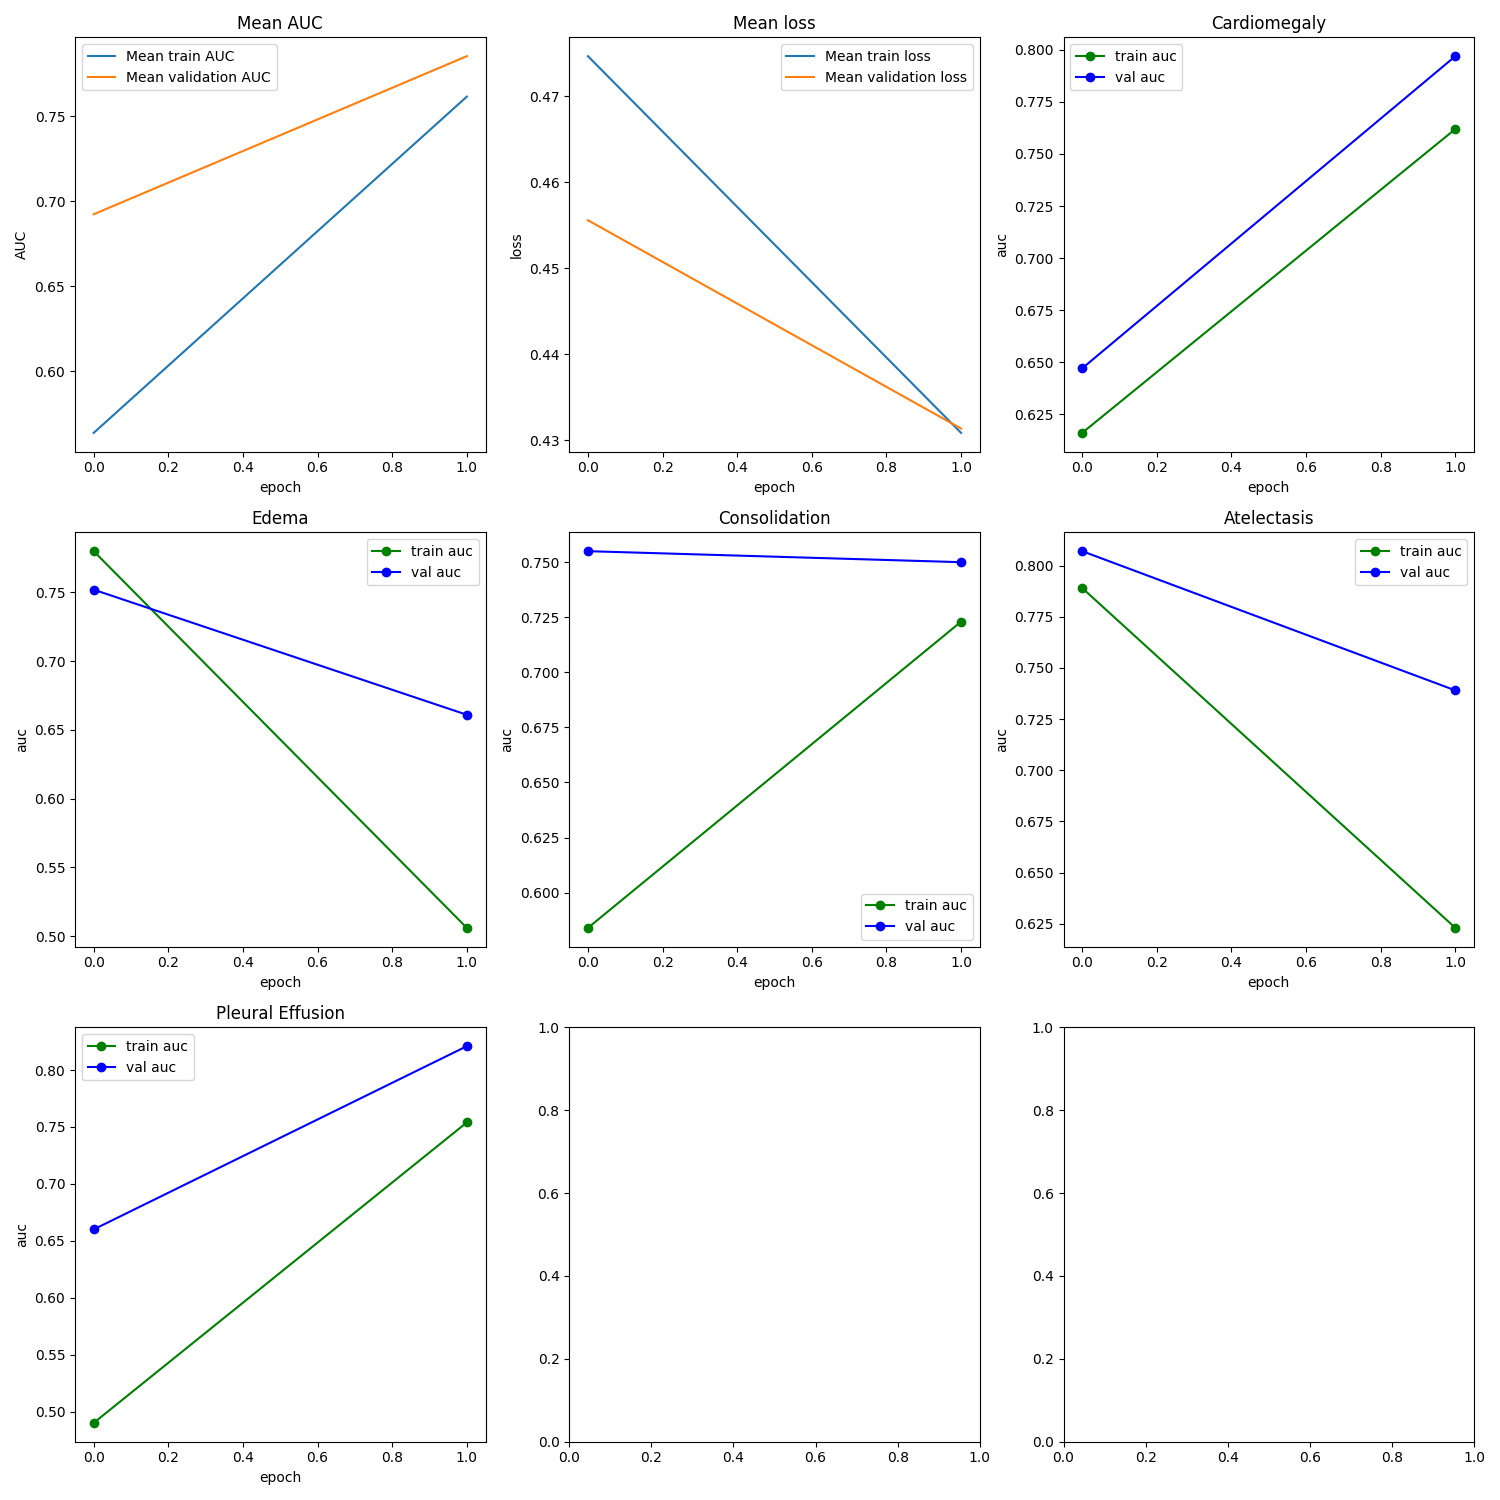 Mean AUC
Mean train AUC
Mean validation AUC
AUC
0.75
0.70
0.65
0.60
0.0 0.2 0.4 0.6 0.8 1.0
epoch
Mean loss
Mean train loss
Mean validation loss
loss
0.47
0.46
0.45
0.44
0.43
0.0 0.2 0.4 0.6 0.8 1.0
epoch
Cardiomegaly
train auc
val auc
auc
0.800
0.775
0.750
0.725
0.700
0.675
0.650
0.625
0.0 0.2 0.4 0.6 0.8 1.0
epoch
Edema
train auc
val auc
auc
0.75
0.70
0.65
0.60
0.55
0.50
0.0 0.2 0.4 0.6 0.8 1.0
epoch
Consolidation
auc
0.750
0.725
0.700
0.675
0.650
0.625
0.600
train auc
val auc
0.0 0.2 0.4 0.6 0.8 1.0
epoch
Atelectasis
train auc
val auc
auc
0.800
0.775
0.750
0.725
0.700
0.675
0.650
0.625
0.0 0.2 0.4 0.6 0.8 1.0
epoch
Pleural Effusion
train auc
val auc
auc
0.80
0.75
0.70
0.65
0.60
0.55
0.50
0.0 0.2 0.4 0.6 0.8 1.0
epoch
1.0
0.8
0.6
0.4
0.2
0.0
0.0 0.2 0.4 0.6 0.8 1.0
1.0
0.8
0.6
0.4
0.2
0.0
0.0 0.2 0.4 0.6 0.8 1.0